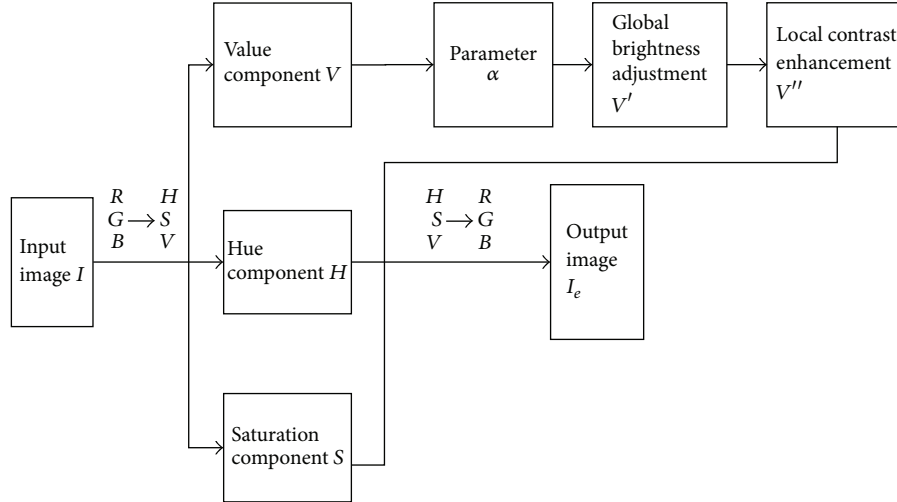 Value
component V
Parameter
α
Global
brightness
adjustment
V′
Local contrast
enhancement
V″
Input
image I
R
G → S
B
H
V
Hue
component H
H
S → G
V
R
B
Output
image
I_e
Saturation
component S